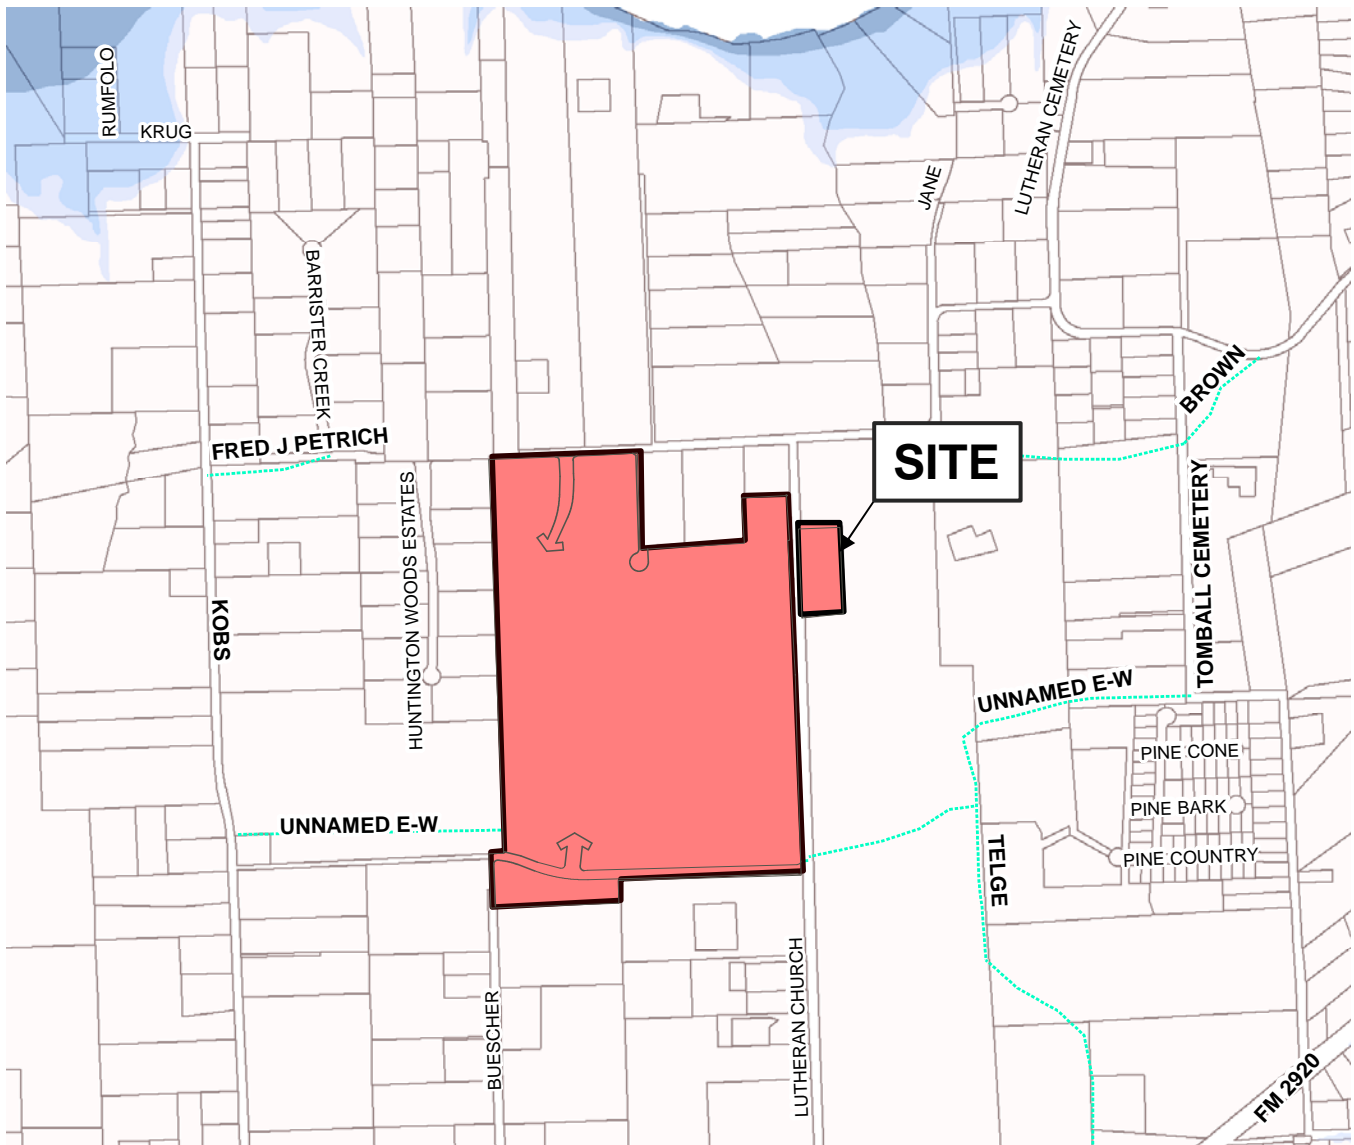 RUMFOLO
KRUG
LUTHERAN CEMETERY
JANE
BARRISTER CREEK
BROWN
FRED J PETRICH
SITE
HUNTINGTON WOODS ESTATES
TOMBALL CEMETERY
KOBS
UNNAMED E-W
PINE CONE
PINE BARK
UNNAMED E-W
TELGE
PINE COUNTRY
LUTHERAN CHURCH
BUESCHER
FM 2920